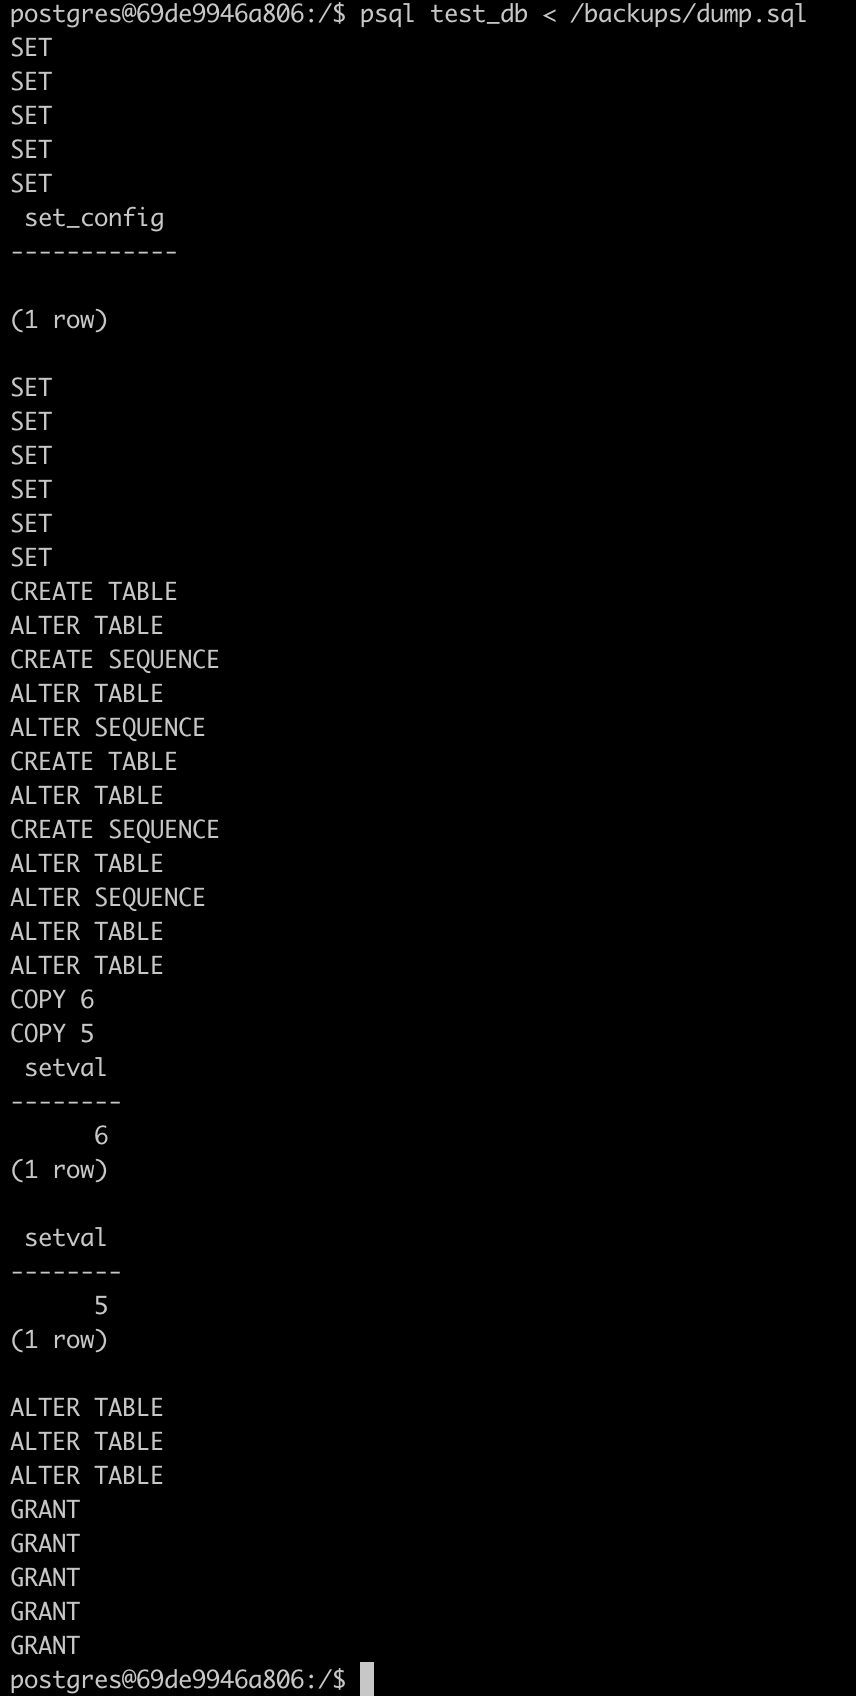 postgres@69de9946a806:/$ psql test_db < /backups/dump.sql
SET
SET
SET
SET
SET
 set_config
------------

(1 row)

SET
SET
SET
SET
SET
SET
CREATE TABLE
ALTER TABLE
CREATE SEQUENCE
ALTER TABLE
ALTER SEQUENCE
CREATE TABLE
ALTER TABLE
CREATE SEQUENCE
ALTER TABLE
ALTER SEQUENCE
ALTER TABLE
ALTER TABLE
COPY 6
COPY 5
 setval
--------
      6
(1 row)

 setval
--------
      5
(1 row)

ALTER TABLE
ALTER TABLE
ALTER TABLE
GRANT
GRANT
GRANT
GRANT
GRANT
postgres@69de9946a806:/$